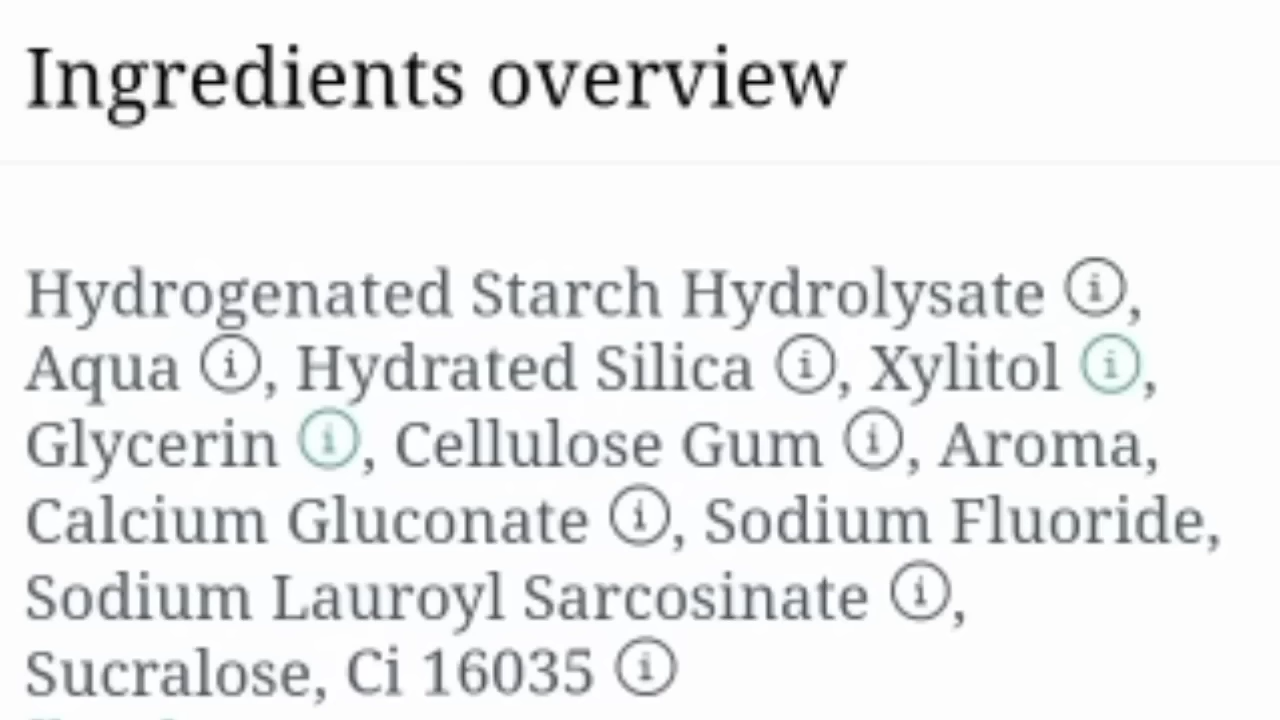 Ingredients overview
Hydrogenated Starch Hydrolysate ⓘ,
Aqua ⓘ, Hydrated Silica ⓘ, Xylitol ⓘ,
Glycerin ⓘ, Cellulose Gum ⓘ, Aroma,
Calcium Gluconate ⓘ, Sodium Fluoride,
Sodium Lauroyl Sarcosinate ⓘ,
Sucralose, Ci 16035 ⓘ